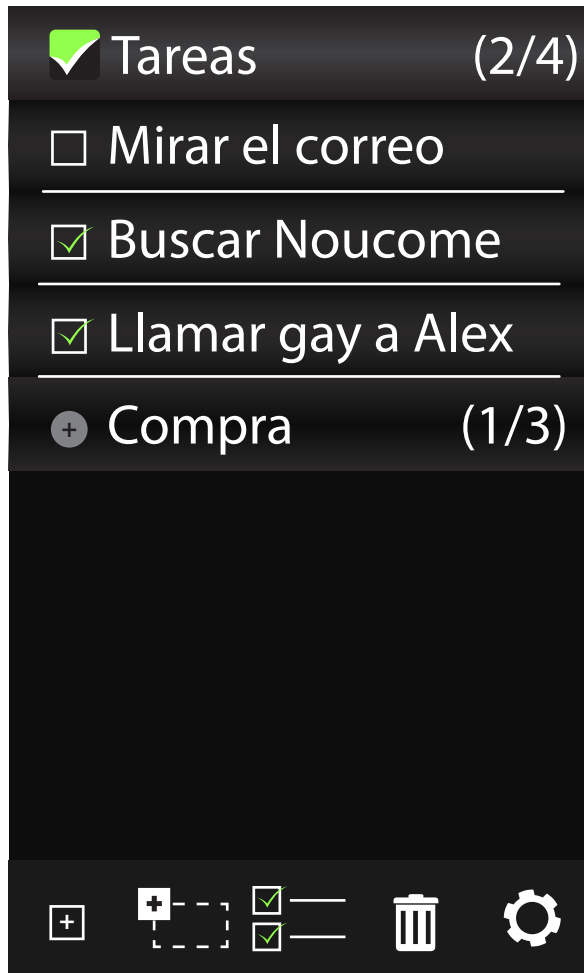 Tareas (2/4)
Mirar el correo
Buscar Noucome
Llamar gay a Alex
Compra (1/3)